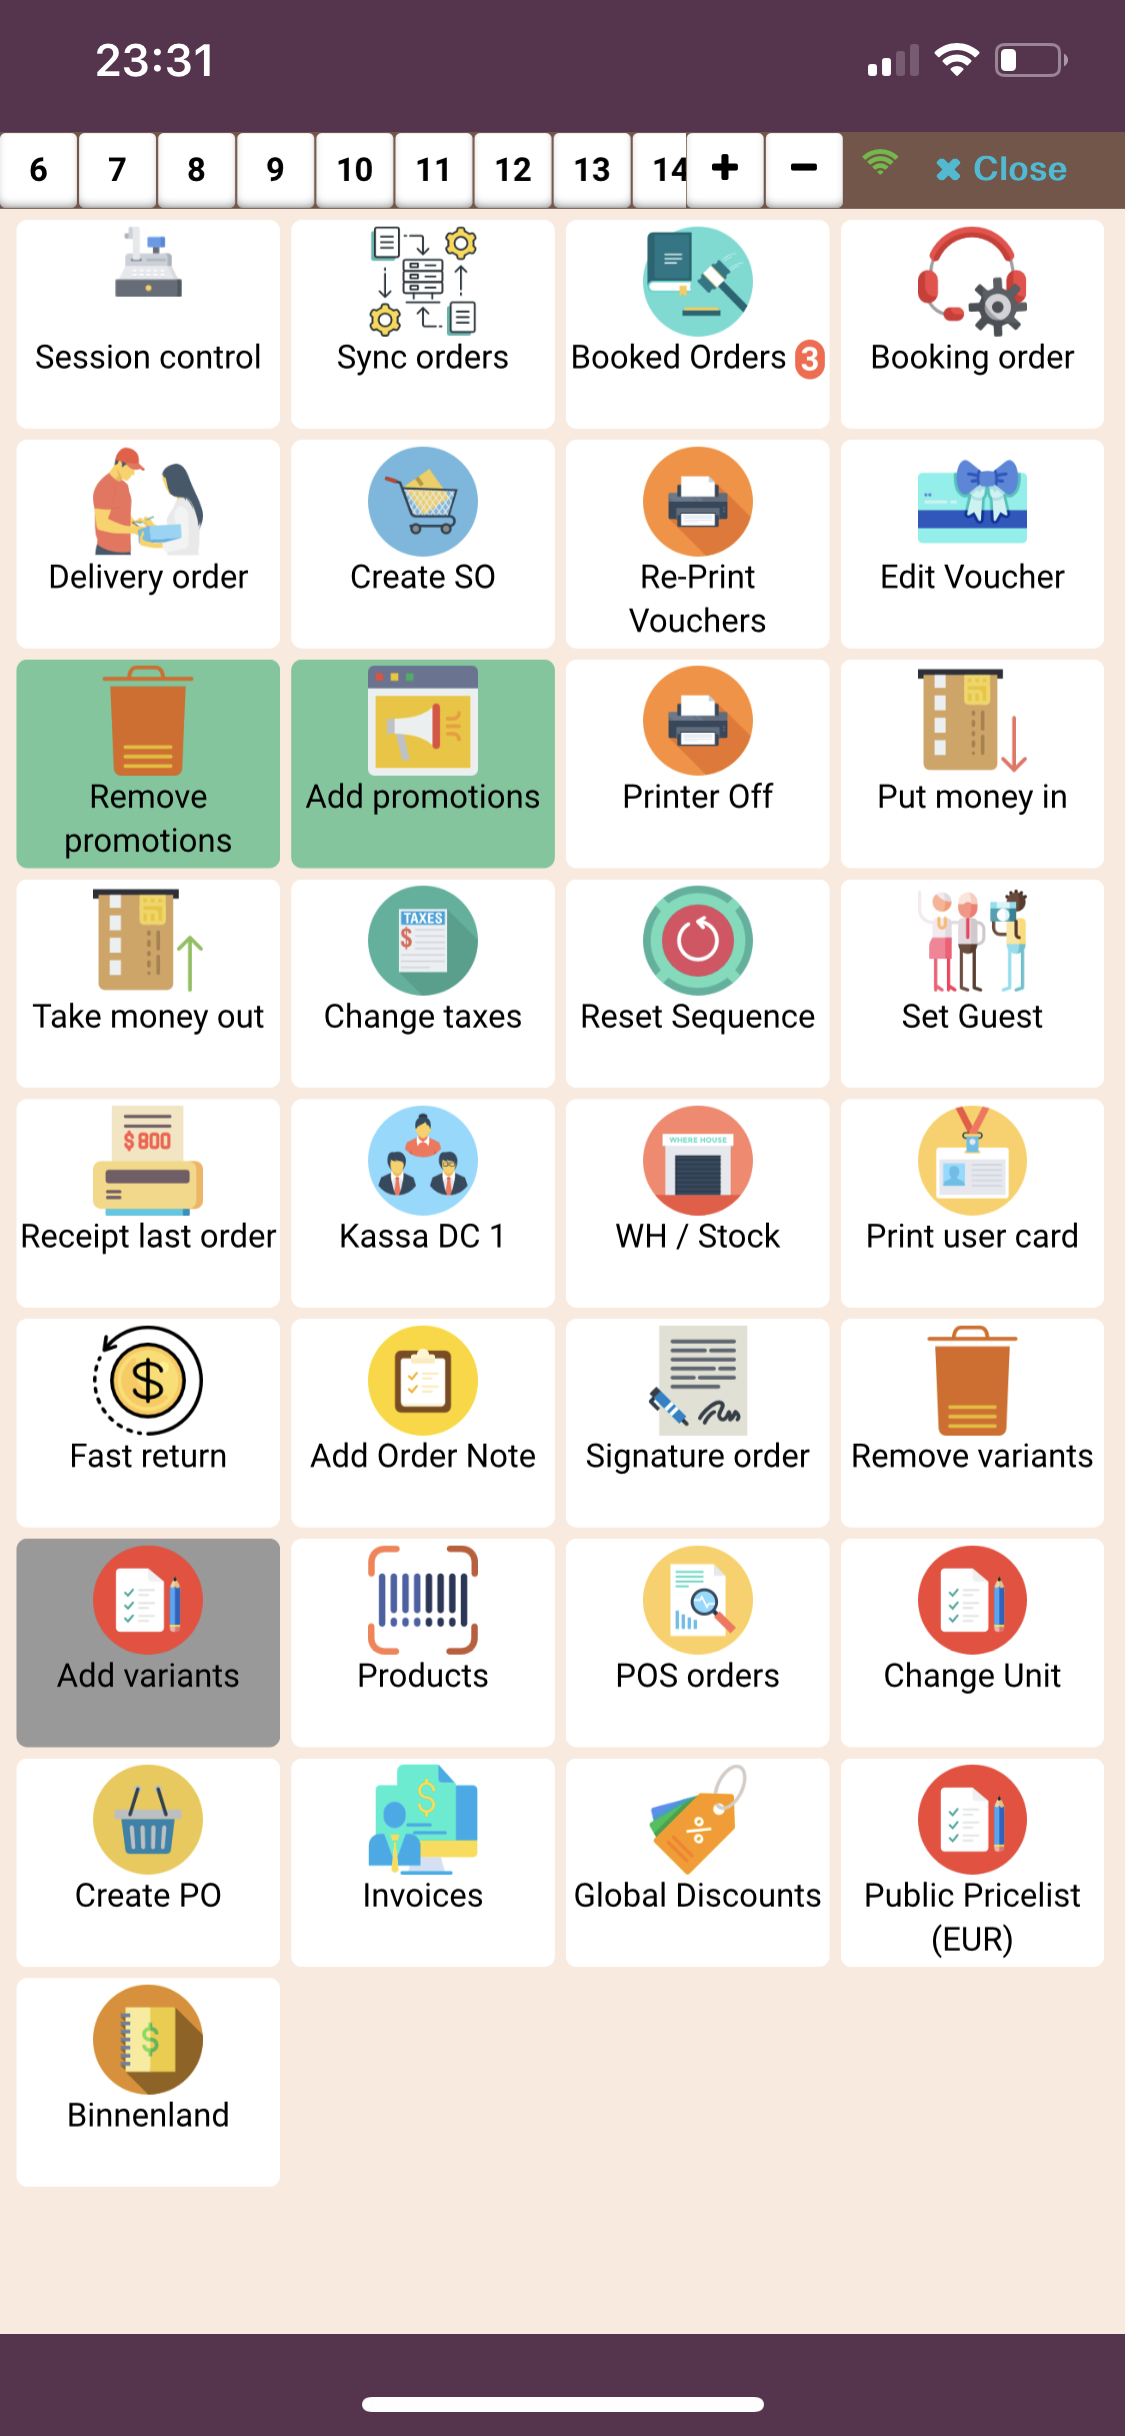 23:31
6 7 8 9 10 11 12 13 14 + − × Close
Session control
Sync orders
Booked Orders 3
Booking order
Delivery order
Create SO
Re-Print
Vouchers
Edit Voucher
Remove
promotions
Add promotions
Printer Off
Put money in
Take money out
TAXES
$
Change taxes
Reset Sequence
Set Guest
$ 800
Receipt last order
Kassa DC 1
WHERE HOUSE
WH / Stock
Print user card
$
Fast return
Add Order Note
Signature order
Remove variants
Add variants
Products
POS orders
Change Unit
Create PO
$
Invoices
%
Global Discounts
Public Pricelist
(EUR)
$
Binnenland